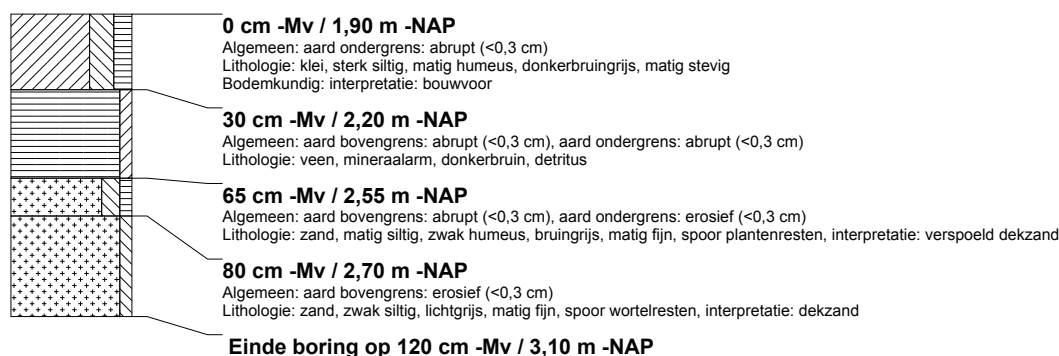 0 cm -Mv / 1,90 m -NAP
Algemeen: aard ondergrens: abrupt (<0,3 cm)
Lithologie: klei, sterk siltig, matig humeus, donkerbruingrijs, matig stevig
Bodemkundig: interpretatie: bouwvoor
30 cm -Mv / 2,20 m -NAP
Algemeen: aard bovengrens: abrupt (<0,3 cm), aard ondergrens: abrupt (<0,3 cm)
Lithologie: veen, mineraalarm, donkerbruin, detritus
65 cm -Mv / 2,55 m -NAP
Algemeen: aard bovengrens: abrupt (<0,3 cm), aard ondergrens: erosief (<0,3 cm)
Lithologie: zand, matig siltig, zwak humeus, bruingrijs, matig fijn, spoor plantenresten, interpretatie: verspoeld dekzand
80 cm -Mv / 2,70 m -NAP
Algemeen: aard bovengrens: erosief (<0,3 cm)
Lithologie: zand, zwak siltig, lichtgrijs, matig fijn, spoor wortelresten, interpretatie: dekzand
Einde boring op 120 cm -Mv / 3,10 m -NAP